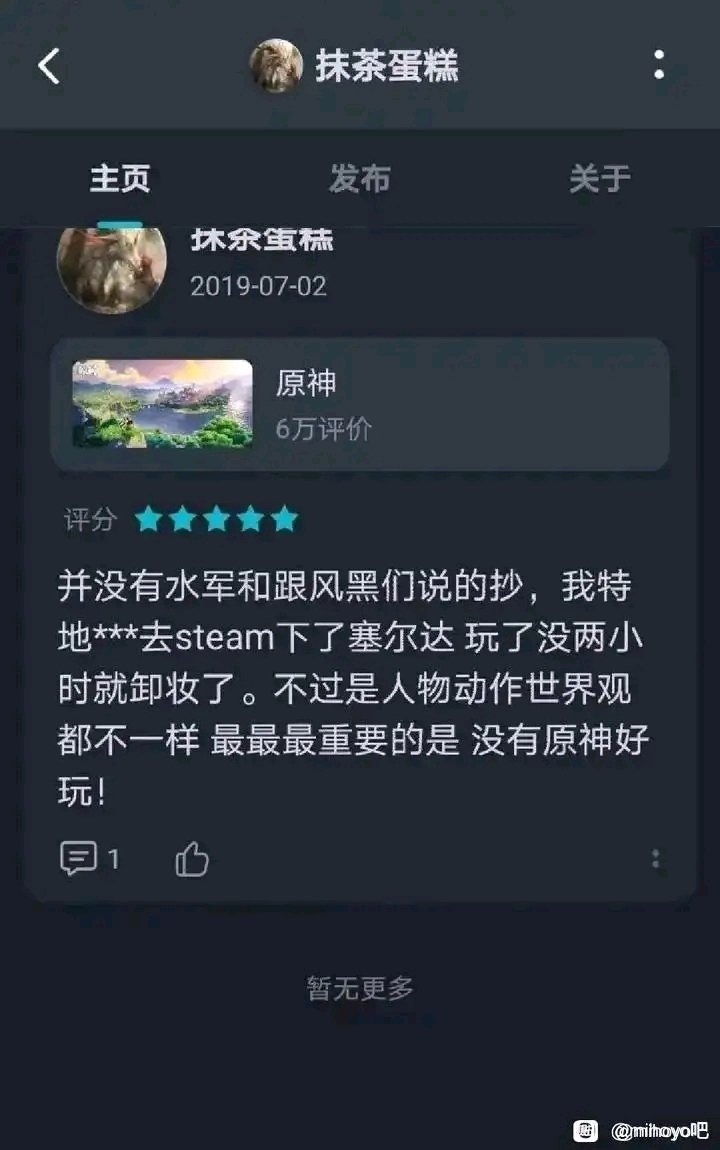 抹茶蛋糕
主页 发布 关于
抹茶蛋糕
2019-07-02
原神
6万评价
评分
并没有水军和跟风黑们说的抄，我特
地***去steam下了塞尔达 玩了没两小
时就卸妆了。不过是人物动作世界观
都不一样 最最最重要的是 没有原神好
玩！
1
暂无更多
@mihoyo吧